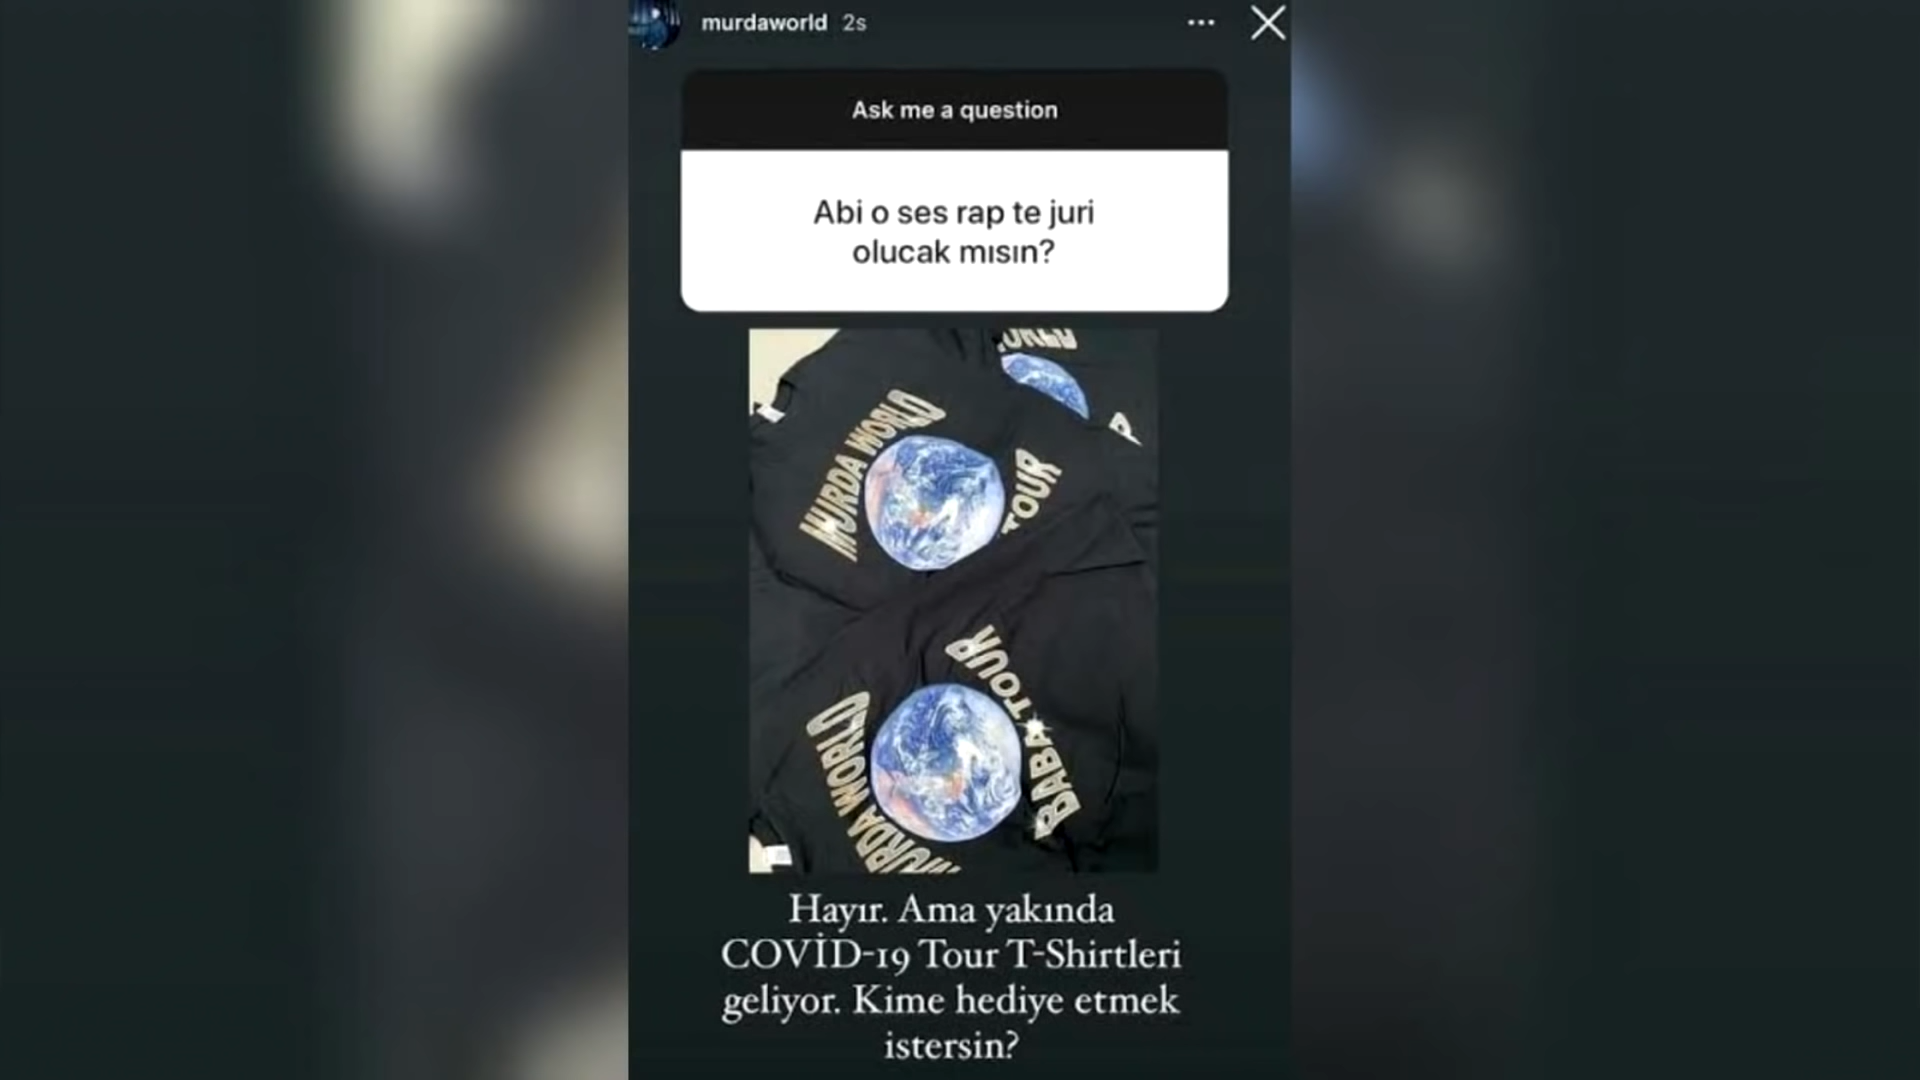 murdaworld 2s
Ask me a question
Abi o ses rap te juri
olucak mısın?
MURDA WORLD
TOUR
MURDA WORLD
BABA TOUR
Hayır. Ama yakında
COVİD-19 Tour T-Shirtleri
geliyor. Kime hediye etmek
istersin?